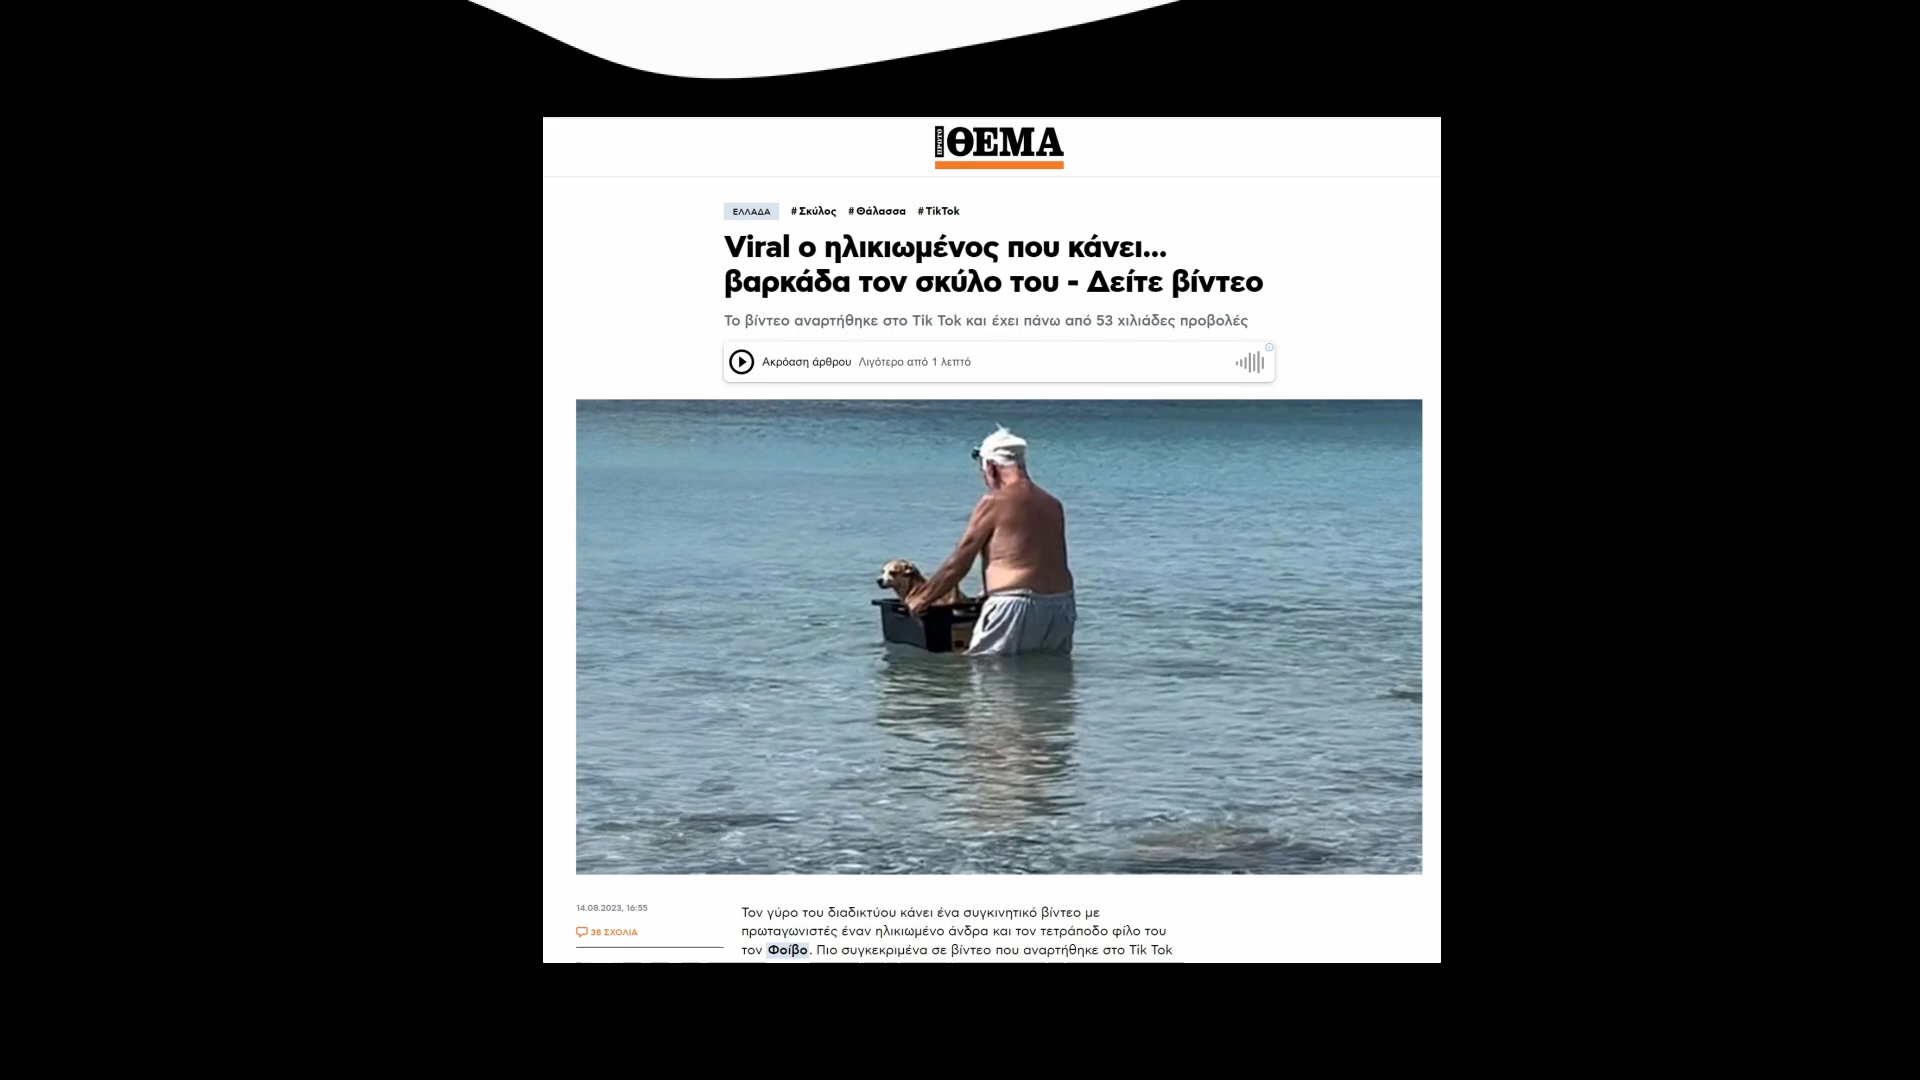 ΠΡΩΤΟ ΘΕΜΑ
ΕΛΛΑΔΑ #Σκύλος #Θάλασσα #TikTok
Viral ο ηλικιωμένος που κάνει...
βαρκάδα τον σκύλο του - Δείτε βίντεο
Το βίντεο αναρτήθηκε στο Tik Tok και έχει πάνω από 53 χιλιάδες προβολές
Ακρόαση άρθρου Λιγότερο από 1 λεπτό
14.08.2023, 16:55
38 ΣΧΟΛΙΑ
Τον γύρο του διαδικτύου κάνει ένα συγκινητικό βίντεο με
πρωταγωνιστές έναν ηλικιωμένο άνδρα και τον τετράποδο φίλο του
τον Φοίβο. Πιο συγκεκριμένα σε βίντεο που αναρτήθηκε στο Tik Tok